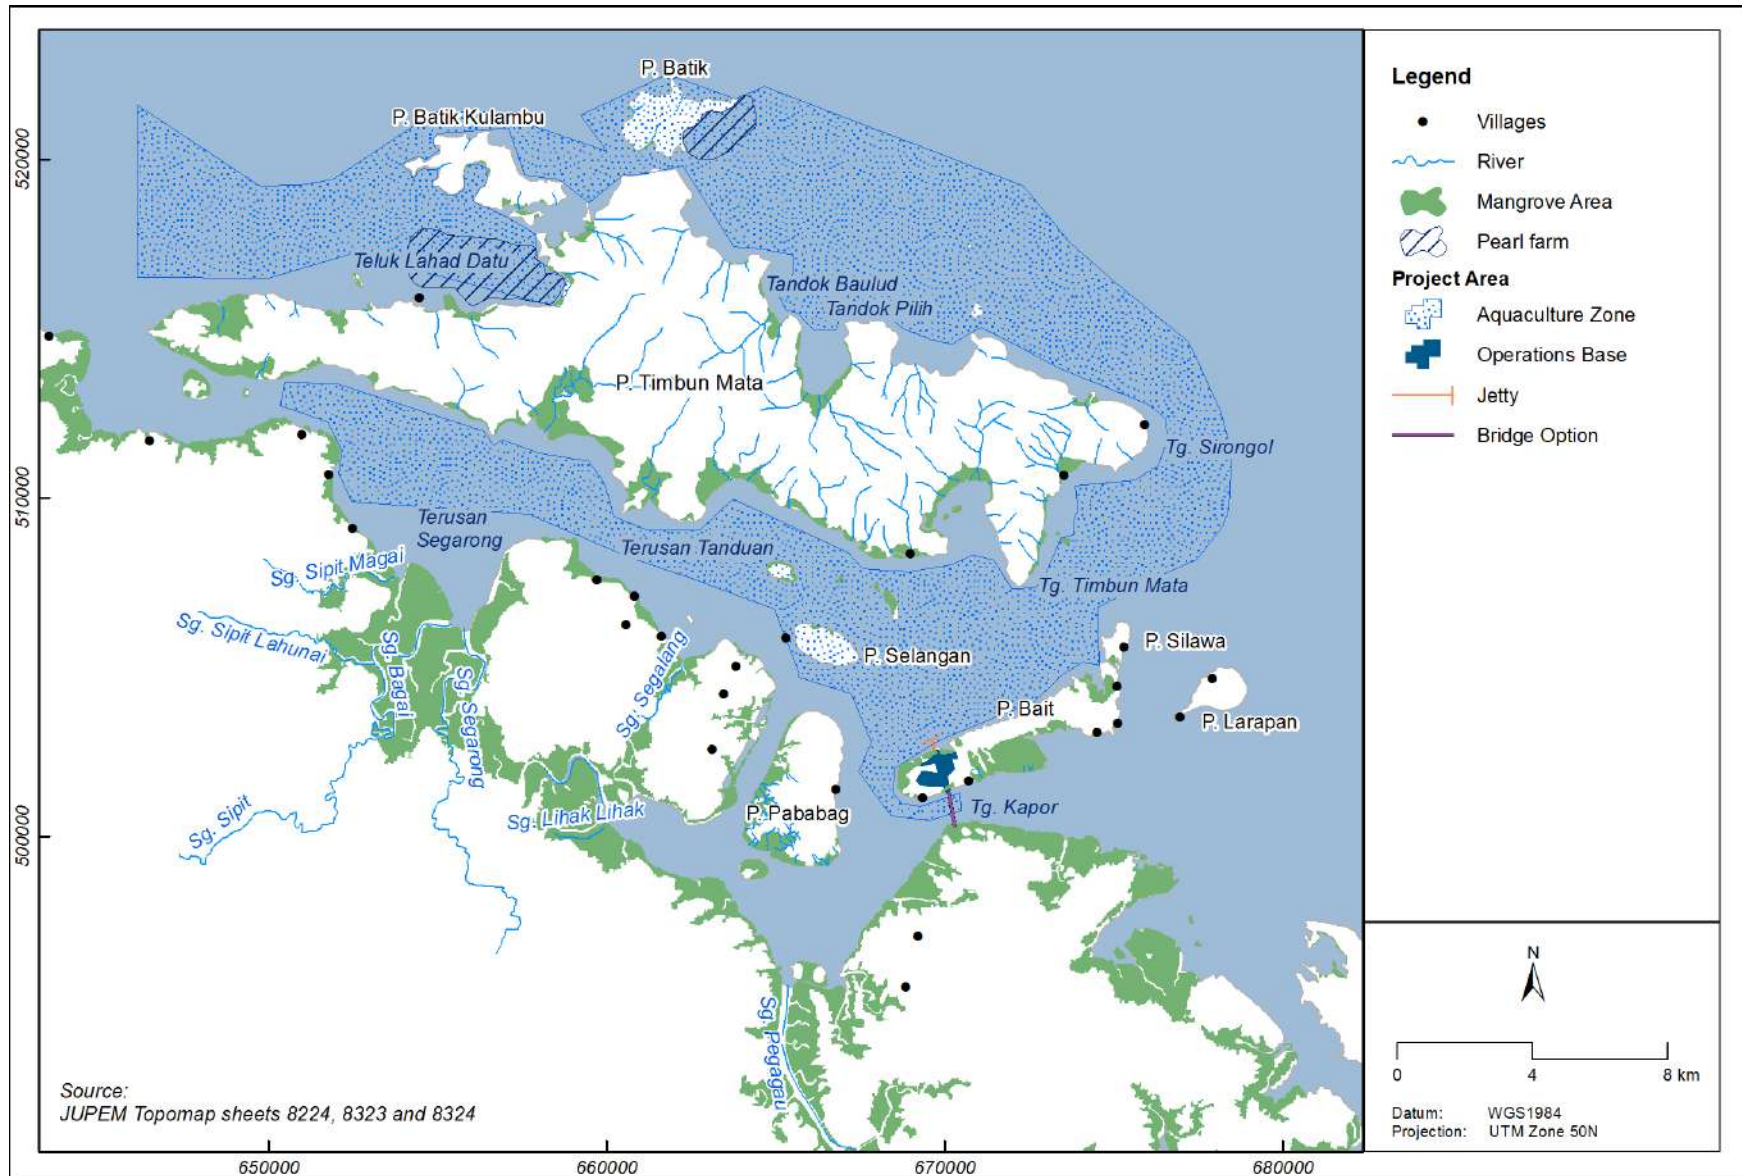 P. Batik
P. Batik Kulambu
Teluk Lahad Datu
Tandok Baulud
Tandok Pilih
P. Timbun Mata
Tg. Sirongol
Terusan
Segarong
Terusan Tanduan
Tg. Timbun Mata
Sg. Sipit Magai
Sg. Sipit Lahunai
Sg. Bagai
Sg. Segarong
Sg. Segalang
P. Selangan
P. Silawa
P. Bait
P. Larapan
Sg. Sipit
Sg. Lihak Lihak
P. Pababag
Tg. Kapor
Sg. Pegagau
Source:
JUPEM Topomap sheets 8224, 8323 and 8324
520000
510000
500000
650000
660000
670000
680000
Legend
Villages
River
Mangrove Area
Pearl farm
Project Area
Aquaculture Zone
Operations Base
Jetty
Bridge Option
N
0 4 8 km
Datum: WGS1984
Projection: UTM Zone 50N